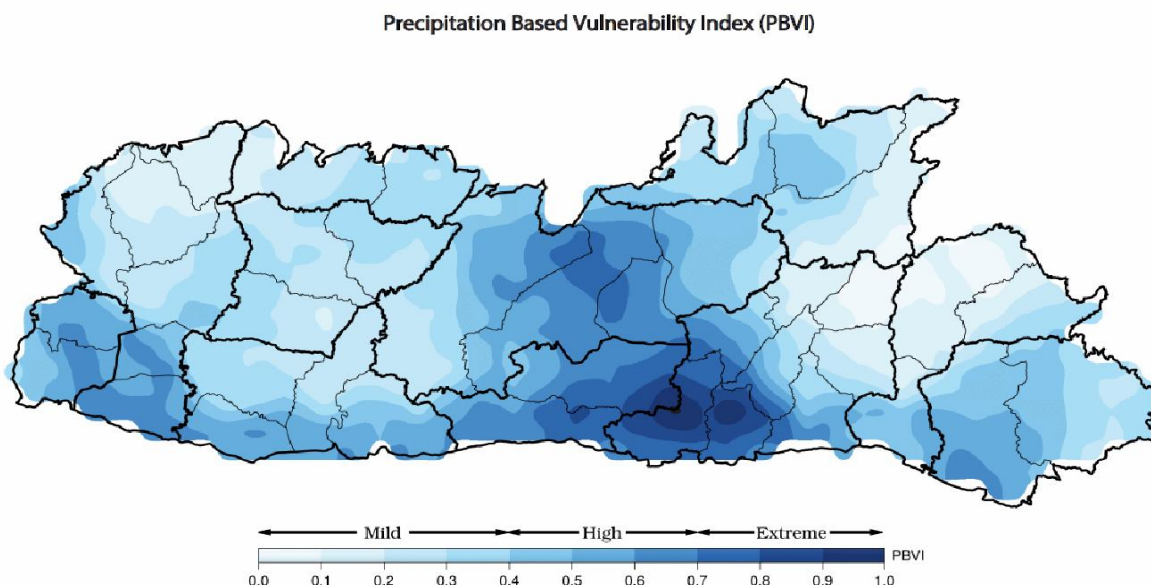 Precipitation Based Vulnerability Index (PBVI)
Mild High Extreme
PBVI
0.0 0.1 0.2 0.3 0.4 0.5 0.6 0.7 0.8 0.9 1.0